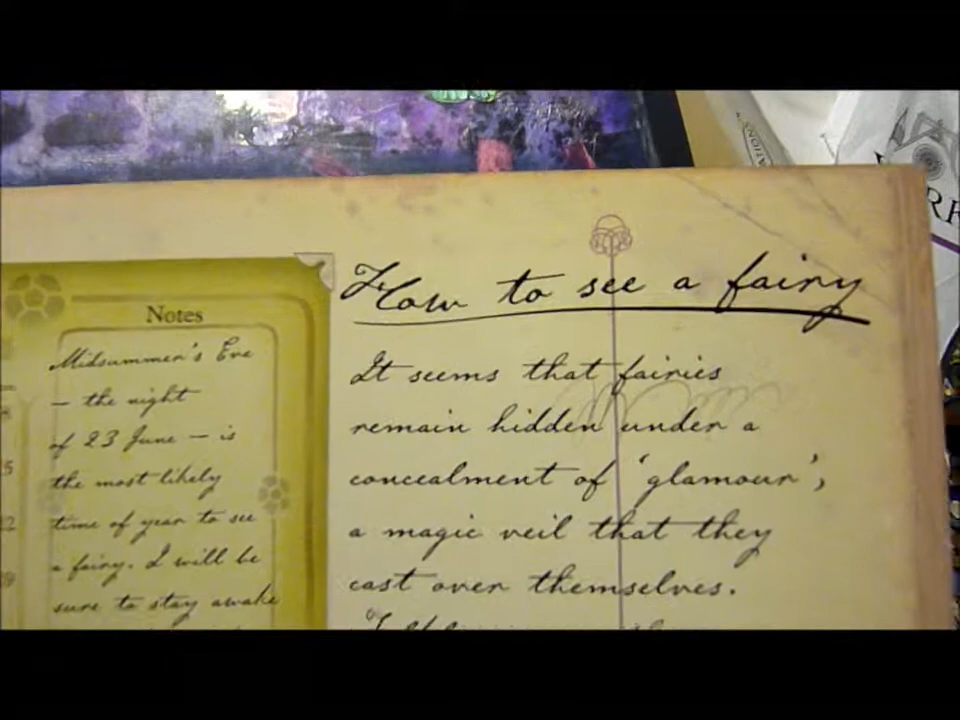 Notes
Midsummer's Eve
– the night
of 23 June – is
the most likely
time of year to see
a fairy. I will be
sure to stay awake
How to see a fairy
It seems that fairies
remain hidden under a
concealment of 'glamour',
a magic veil that they
cast over themselves.